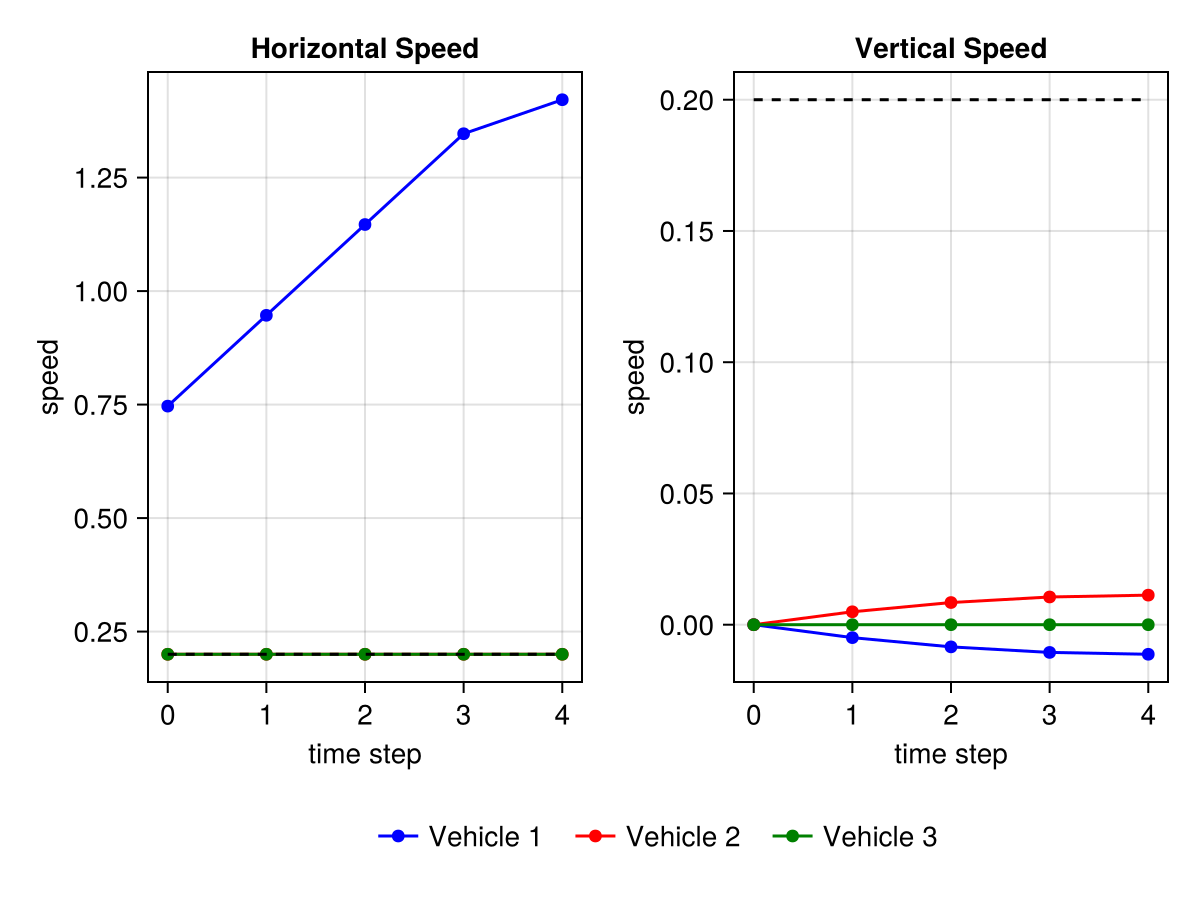 Horizontal Speed
1.25
1.00
0.75
0.50
0.25
speed
0 1 2 3 4
time step
Vertical Speed
0.20
0.15
0.10
0.05
0.00
speed
0 1 2 3 4
time step
Vehicle 1 Vehicle 2 Vehicle 3